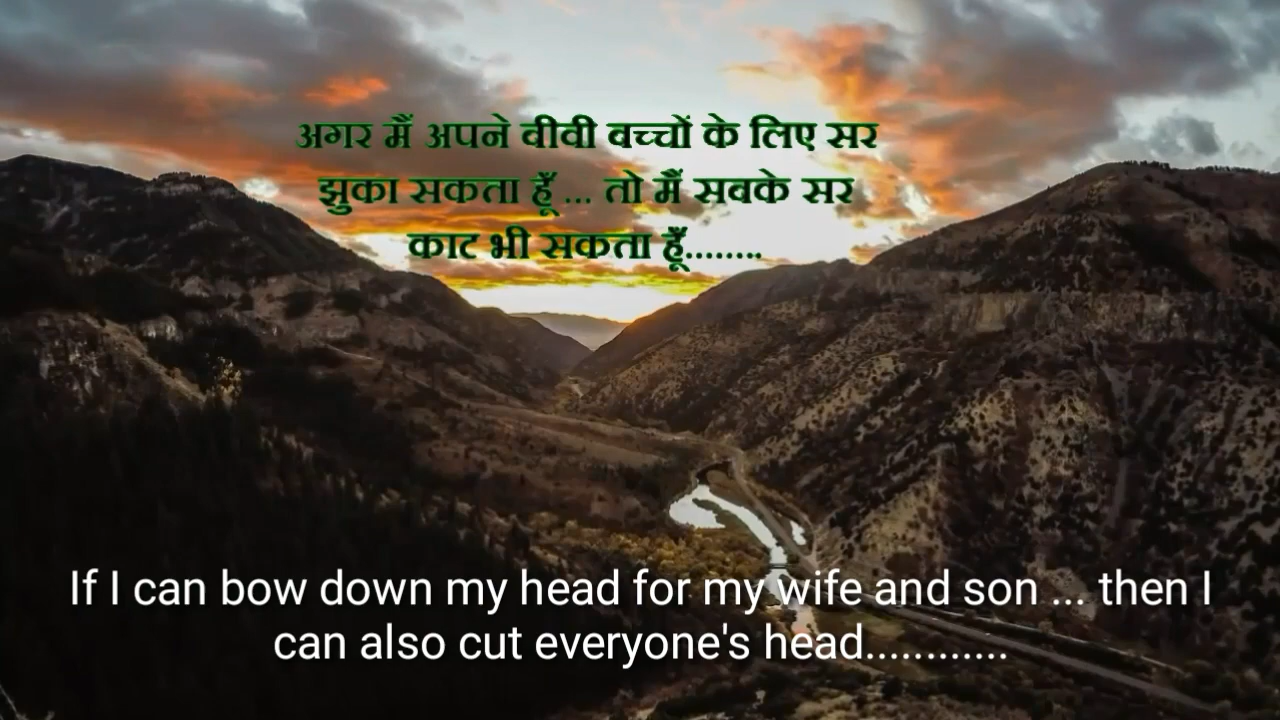 अगर मैं अपने वीवी बच्चों के लिए सर
झुका सकता हूँ ... तो मैं सबके सर
काट भी सकता हूँ........
If I can bow down my head for my wife and son ... then I
can also cut everyone's head............